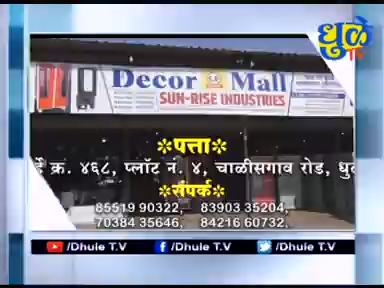 धुळे
TV
Decor Mall
SUN-RISE INDUSTRIES
पत्ता
र्हे क्र. ४६८, प्लॉट नं. ४, चाळीसगाव रोड, धुळ
संपर्क
85519 90322, 83903 35204,
70384 35646, 84216 60732,
/Dhule T.V /Dhule T.V /Dhule T.V